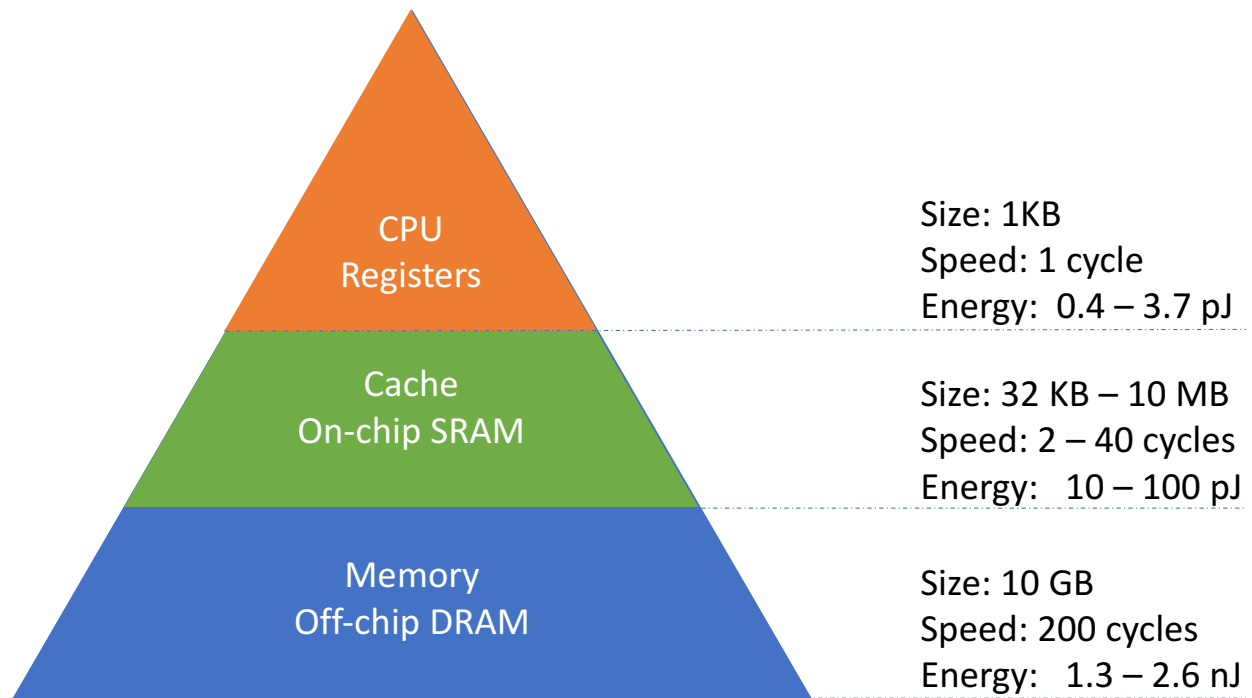 CPU
Registers
Size: 1KB
Speed: 1 cycle
Energy: 0.4 – 3.7 pJ
Cache
On-chip SRAM
Size: 32 KB – 10 MB
Speed: 2 – 40 cycles
Energy: 10 – 100 pJ
Memory
Off-chip DRAM
Size: 10 GB
Speed: 200 cycles
Energy: 1.3 – 2.6 nJ